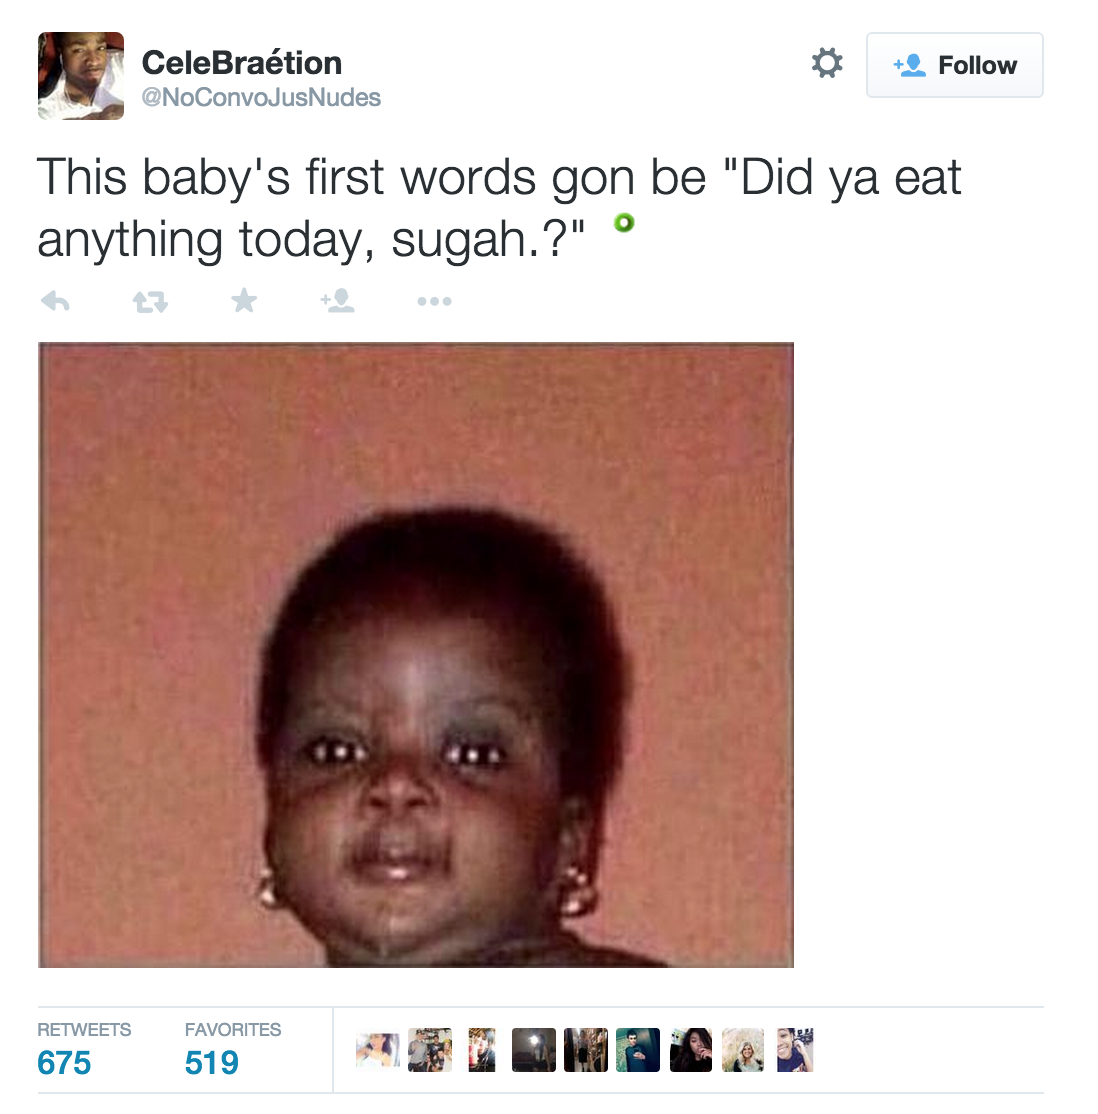 CeleBraétion
@NoConvoJusNudes
Follow
This baby's first words gon be "Did ya eat
anything today, sugah.?"
RETWEETS FAVORITES
675 519